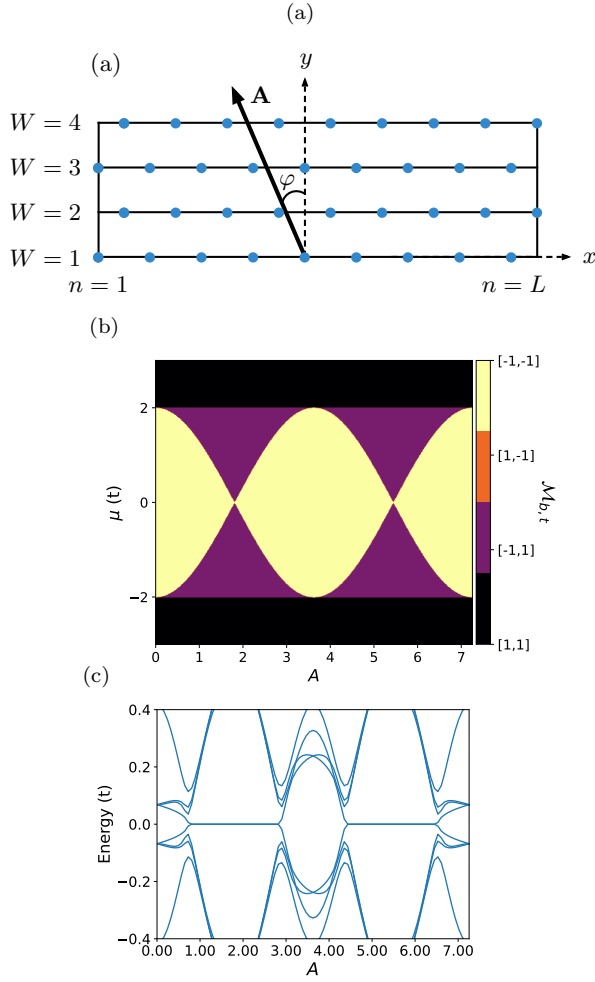 (a)
(a)
y
A
W = 4
W = 3
φ
W = 2
W = 1
x
n = 1
n = L
(b)
[-1,-1]
2
[1,-1]
μ (t)
0
ℳb,t
[-1,1]
−2
[1,1]
0 1 2 3 4 5 6 7
A
(c)
0.4
0.2
Energy (t)
0.0
−0.2
−0.4
0.00 1.00 2.00 3.00 4.00 5.00 6.00 7.00
A